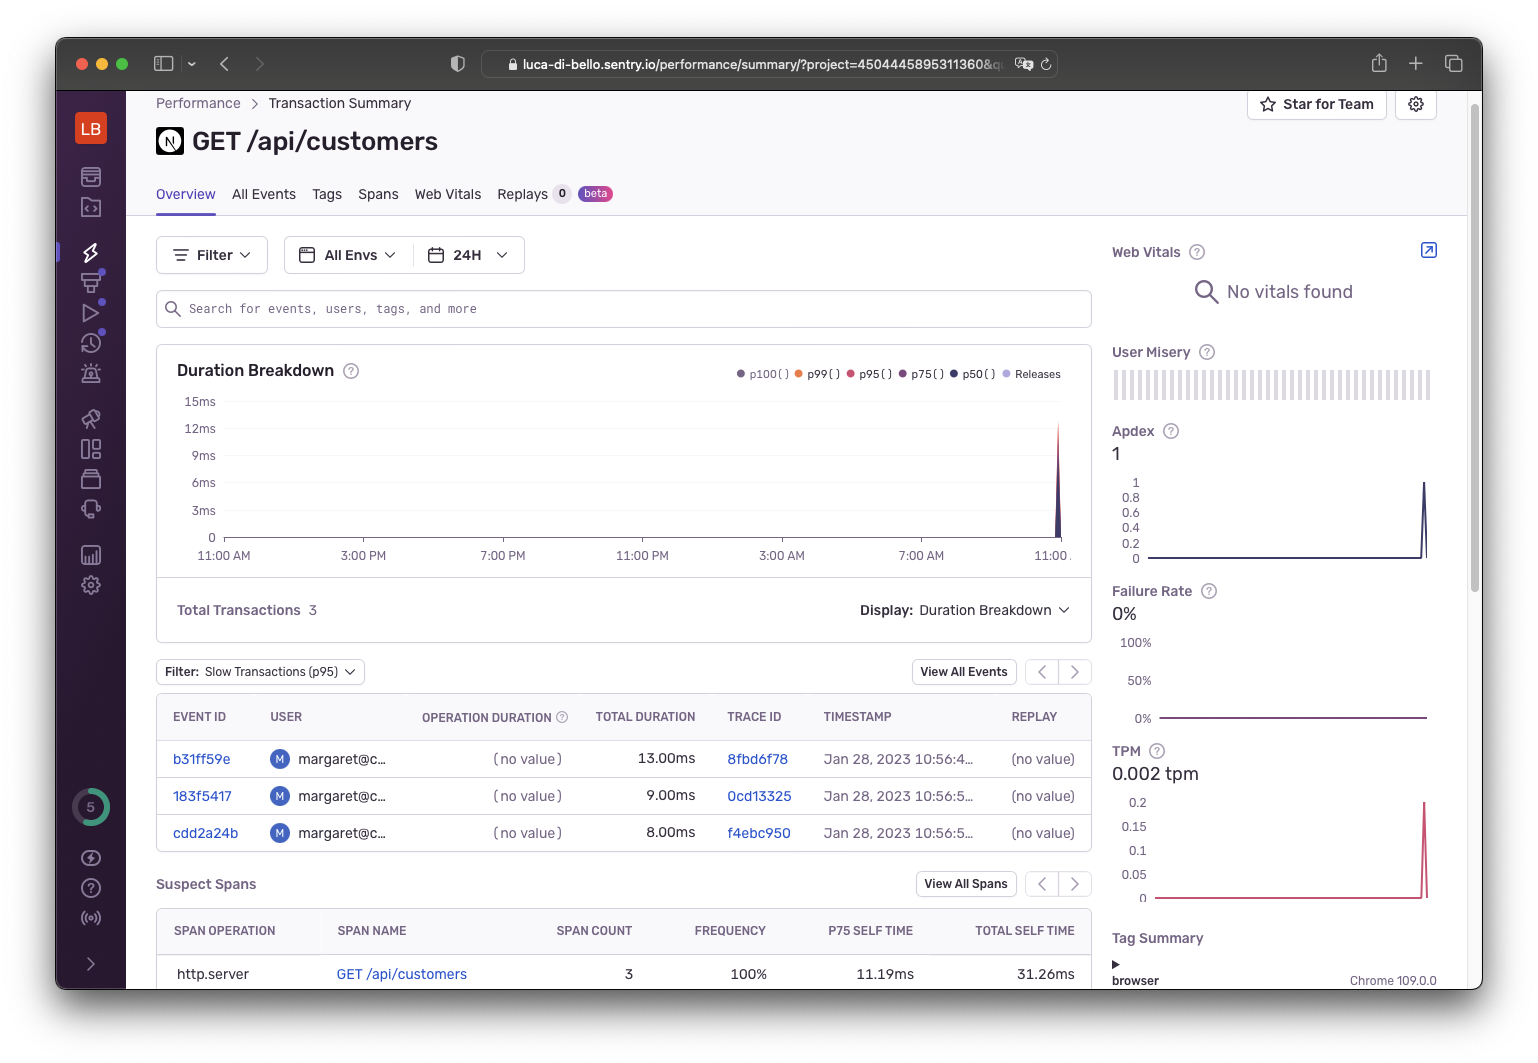 luca-di-bello.sentry.io/performance/summary/?project=4504445895311360&q
LB
Performance > Transaction Summary
Star for Team
N GET /api/customers
Overview All Events Tags Spans Web Vitals Replays 0 beta
Filter All Envs 24H
Search for events, users, tags, and more
Duration Breakdown ?
p100() p99() p95() p75() p50() Releases
15ms
12ms
9ms
6ms
3ms
0
11:00 AM 3:00 PM 7:00 PM 11:00 PM 3:00 AM 7:00 AM 11:00
Total Transactions 3
Display: Duration Breakdown
Filter: Slow Transactions (p95)
View All Events
EVENT ID USER OPERATION DURATION ? TOTAL DURATION TRACE ID TIMESTAMP REPLAY
b31ff59e M margaret@c... (no value) 13.00ms 8fbd6f78 Jan 28, 2023 10:56:4... (no value)
183f5417 M margaret@c... (no value) 9.00ms 0cd13325 Jan 28, 2023 10:56:5... (no value)
cdd2a24b M margaret@c... (no value) 8.00ms f4ebc950 Jan 28, 2023 10:56:5... (no value)
Suspect Spans
View All Spans
SPAN OPERATION SPAN NAME SPAN COUNT FREQUENCY P75 SELF TIME TOTAL SELF TIME
http.server GET /api/customers 3 100% 11.19ms 31.26ms
Web Vitals ?
No vitals found
User Misery ?
Apdex ?
1
1
0.8
0.6
0.4
0.2
0
Failure Rate ?
0%
100%
50%
0%
TPM ?
0.002 tpm
0.2
0.15
0.1
0.05
0
Tag Summary
browser Chrome 109.0.0
5
?